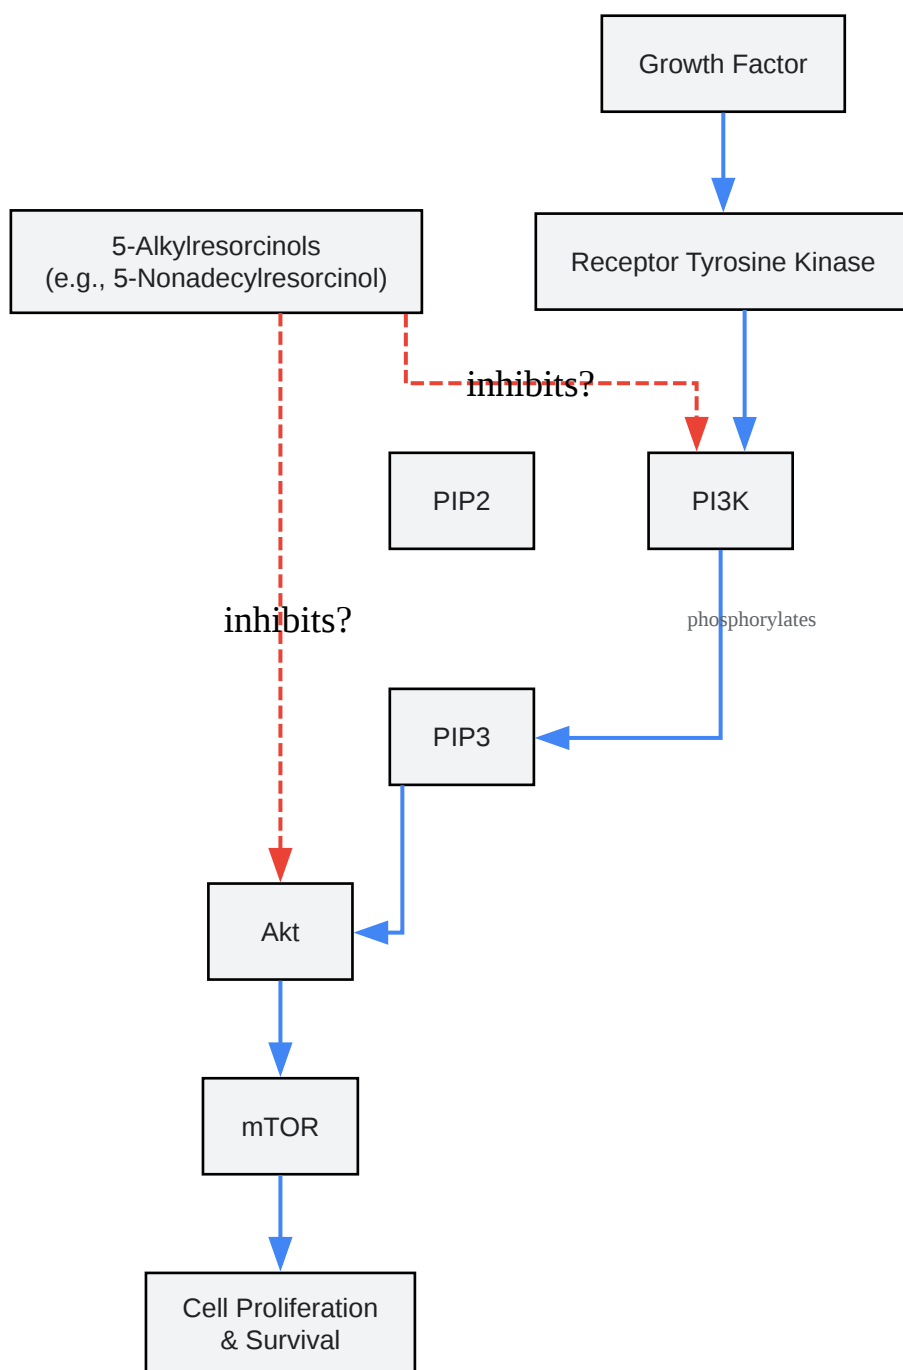 Growth Factor
5-Alkylresorcinols
(e.g., 5-Nonadecylresorcinol)
Receptor Tyrosine Kinase
inhibits?
PIP2
PI3K
inhibits?
phosphorylates
PIP3
Akt
mTOR
Cell Proliferation
& Survival